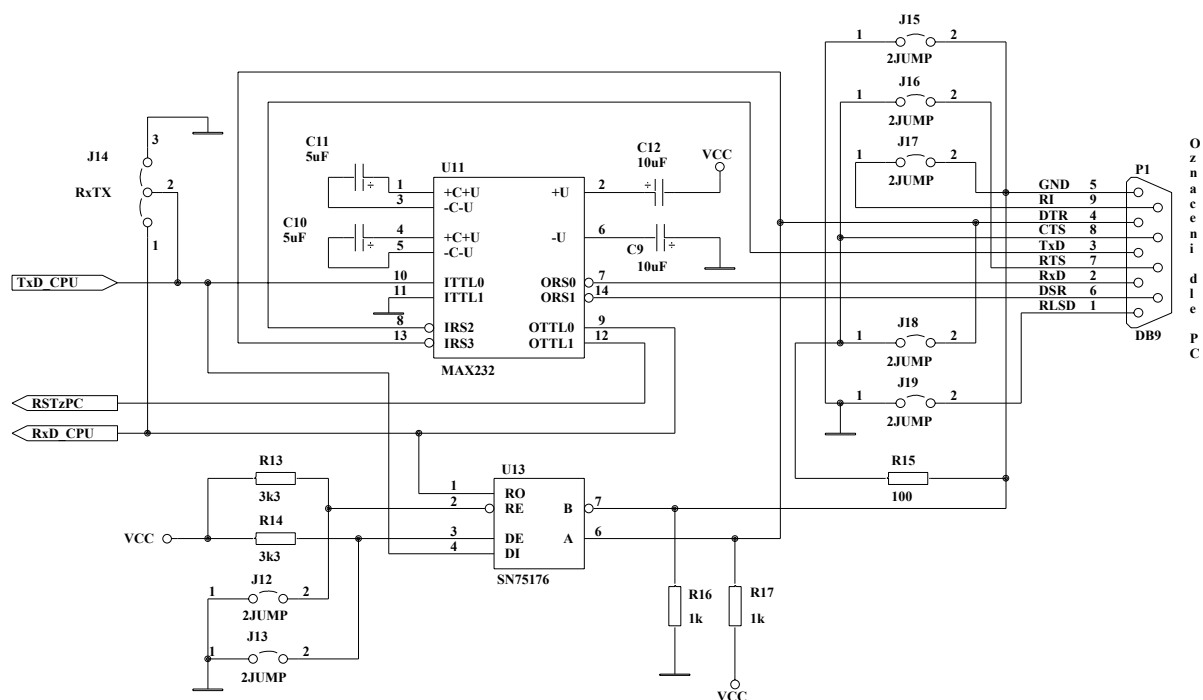 J15
1 2
2JUMP
J16
1 2
2JUMP
J17
1 2
2JUMP
J14
RxTX
3
2
1
C11
5uF
C10
5uF
U11
1 +C+U
3 -C-U
4 +C+U
5 -C-U
10 ITTL0
11 ITTL1
8 IRS2
13 IRS3
+U 2
-U 6
ORS0 7
ORS1 14
OTTL0 9
OTTL1 12
MAX232
C12
10uF
VCC
C9
10uF
P1
GND 5
RI 9
DTR 4
CTS 8
TxD 3
RTS 7
RxD 2
DSR 6
RLSD 1
DB9
Oznaceni dle PC
TxD_CPU
RSTzPC
RxD_CPU
J18
1 2
2JUMP
J19
1 2
2JUMP
R15
100
R13
3k3
R14
3k3
VCC
J12
1 2
2JUMP
J13
1 2
2JUMP
U13
1 RO
2 RE
3 DE
4 DI
B 7
A 6
SN75176
R16
1k
R17
1k
VCC